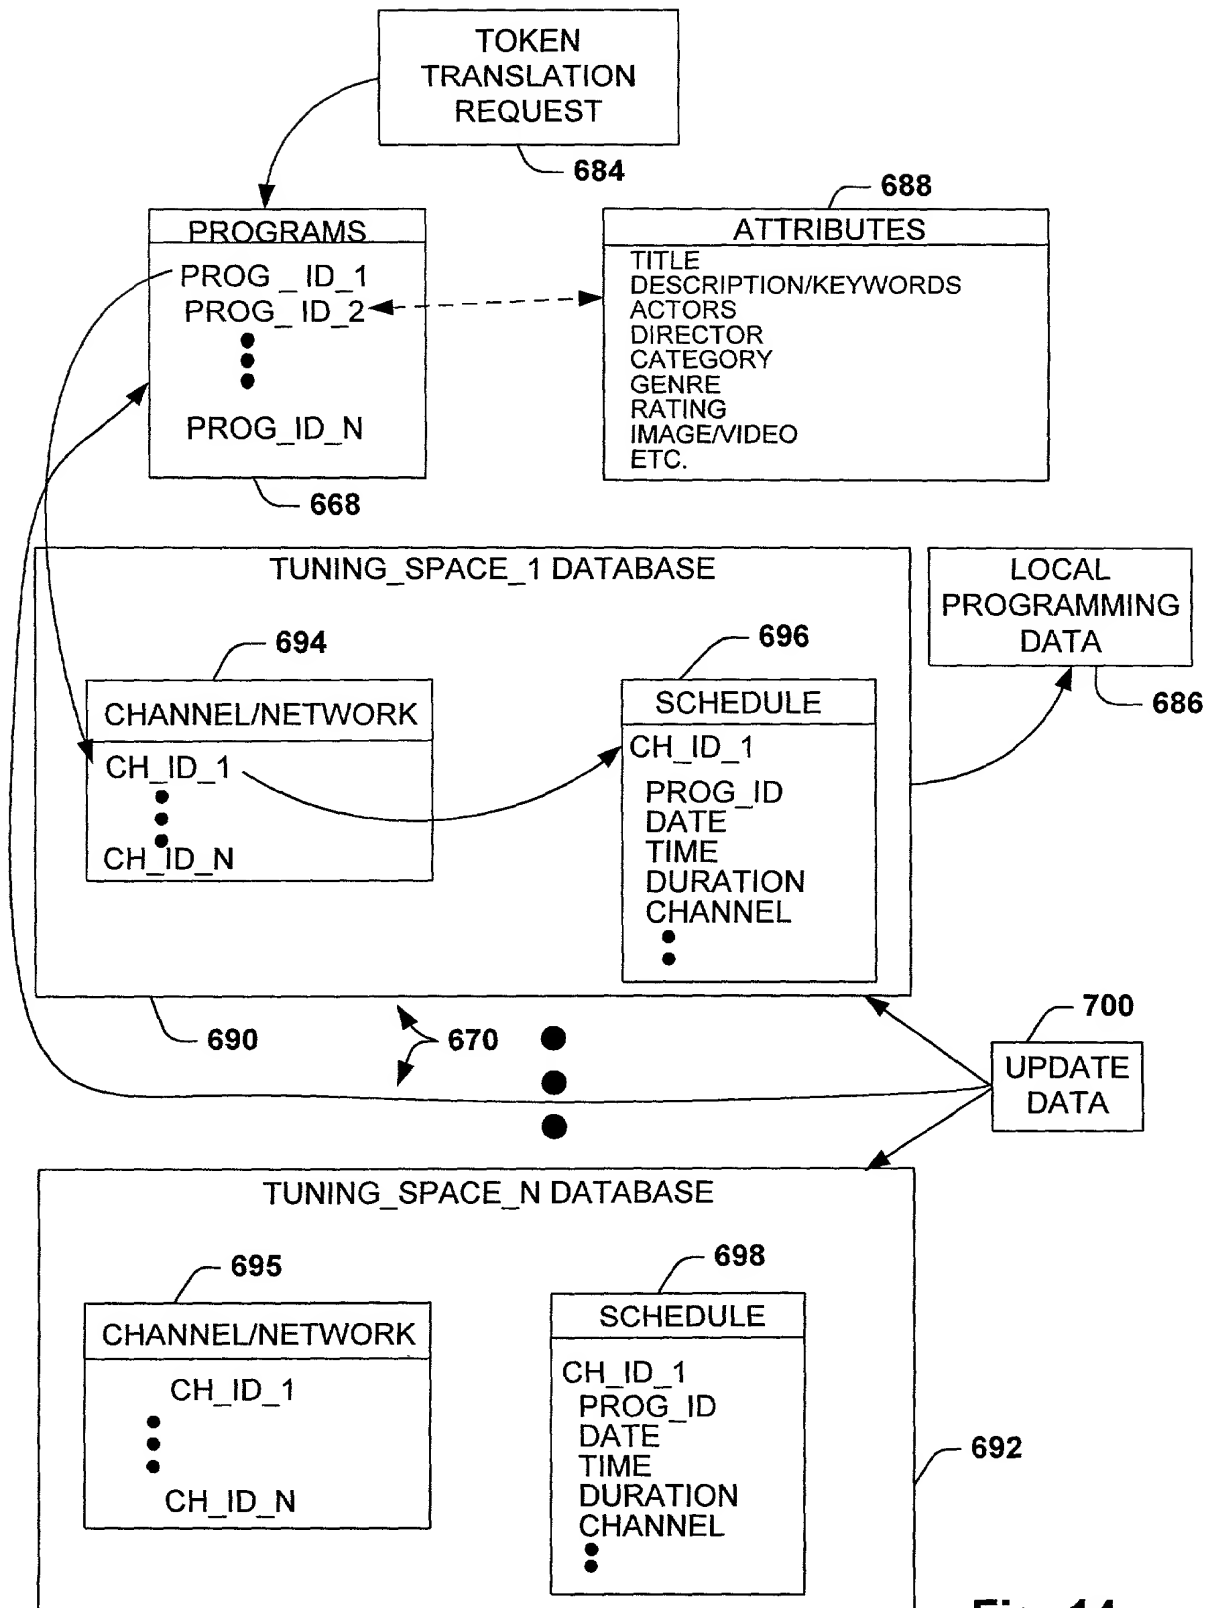 TOKEN
TRANSLATION
REQUEST
684
688
PROGRAMS
PROG _ ID_1
PROG_ ID_2
PROG_ID_N
668
ATTRIBUTES
TITLE
DESCRIPTION/KEYWORDS
ACTORS
DIRECTOR
CATEGORY
GENRE
RATING
IMAGE/VIDEO
ETC.
TUNING_SPACE_1 DATABASE
694
CHANNEL/NETWORK
CH_ID_1
CH_ID_N
696
SCHEDULE
CH_ID_1
PROG_ID
DATE
TIME
DURATION
CHANNEL
LOCAL
PROGRAMMING
DATA
686
690
670
700
UPDATE
DATA
TUNING_SPACE_N DATABASE
695
CHANNEL/NETWORK
CH_ID_1
CH_ID_N
698
SCHEDULE
CH_ID_1
PROG_ID
DATE
TIME
DURATION
CHANNEL
692